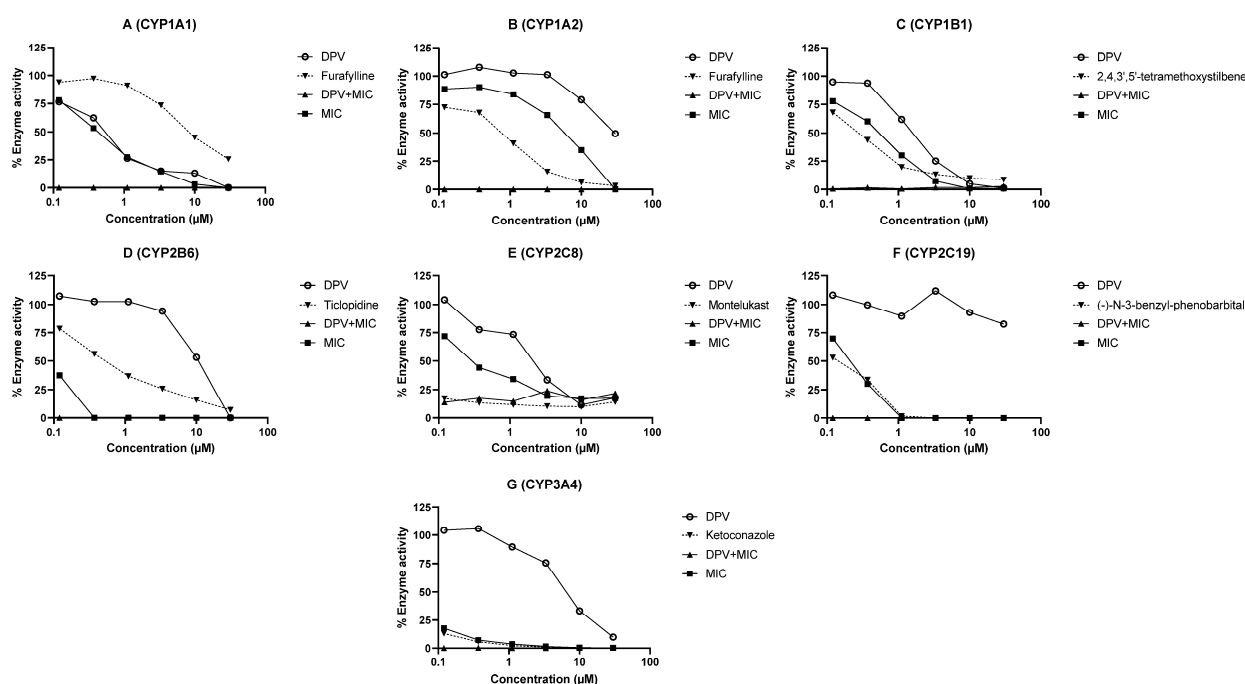 A (CYP1A1)
% Enzyme activity
125
100
75
50
25
0
0.1
1
10
100
Concentration (µM)
DPV
Furafylline
DPV+MIC
MIC
B (CYP1A2)
% Enzyme activity
125
100
75
50
25
0
0.1
1
10
100
Concentration (µM)
DPV
Furafylline
DPV+MIC
MIC
C (CYP1B1)
% Enzyme activity
125
100
75
50
25
0
0.1
1
10
100
Concentration (µM)
DPV
2,4,3',5'-tetramethoxystilbene
DPV+MIC
MIC
D (CYP2B6)
% Enzyme activity
125
100
75
50
25
0
0.1
1
10
100
Concentration (µM)
DPV
Ticlopidine
DPV+MIC
MIC
E (CYP2C8)
% Enzyme activity
125
100
75
50
25
0
0.1
1
10
100
Concentration (µM)
DPV
Montelukast
DPV+MIC
MIC
F (CYP2C19)
% Enzyme activity
125
100
75
50
25
0
0.1
1
10
100
Concentration (µM)
DPV
(-)-N-3-benzyl-phenobarbital
DPV+MIC
MIC
G (CYP3A4)
% Enzyme activity
125
100
75
50
25
0
0.1
1
10
100
Concentration (µM)
DPV
Ketoconazole
DPV+MIC
MIC